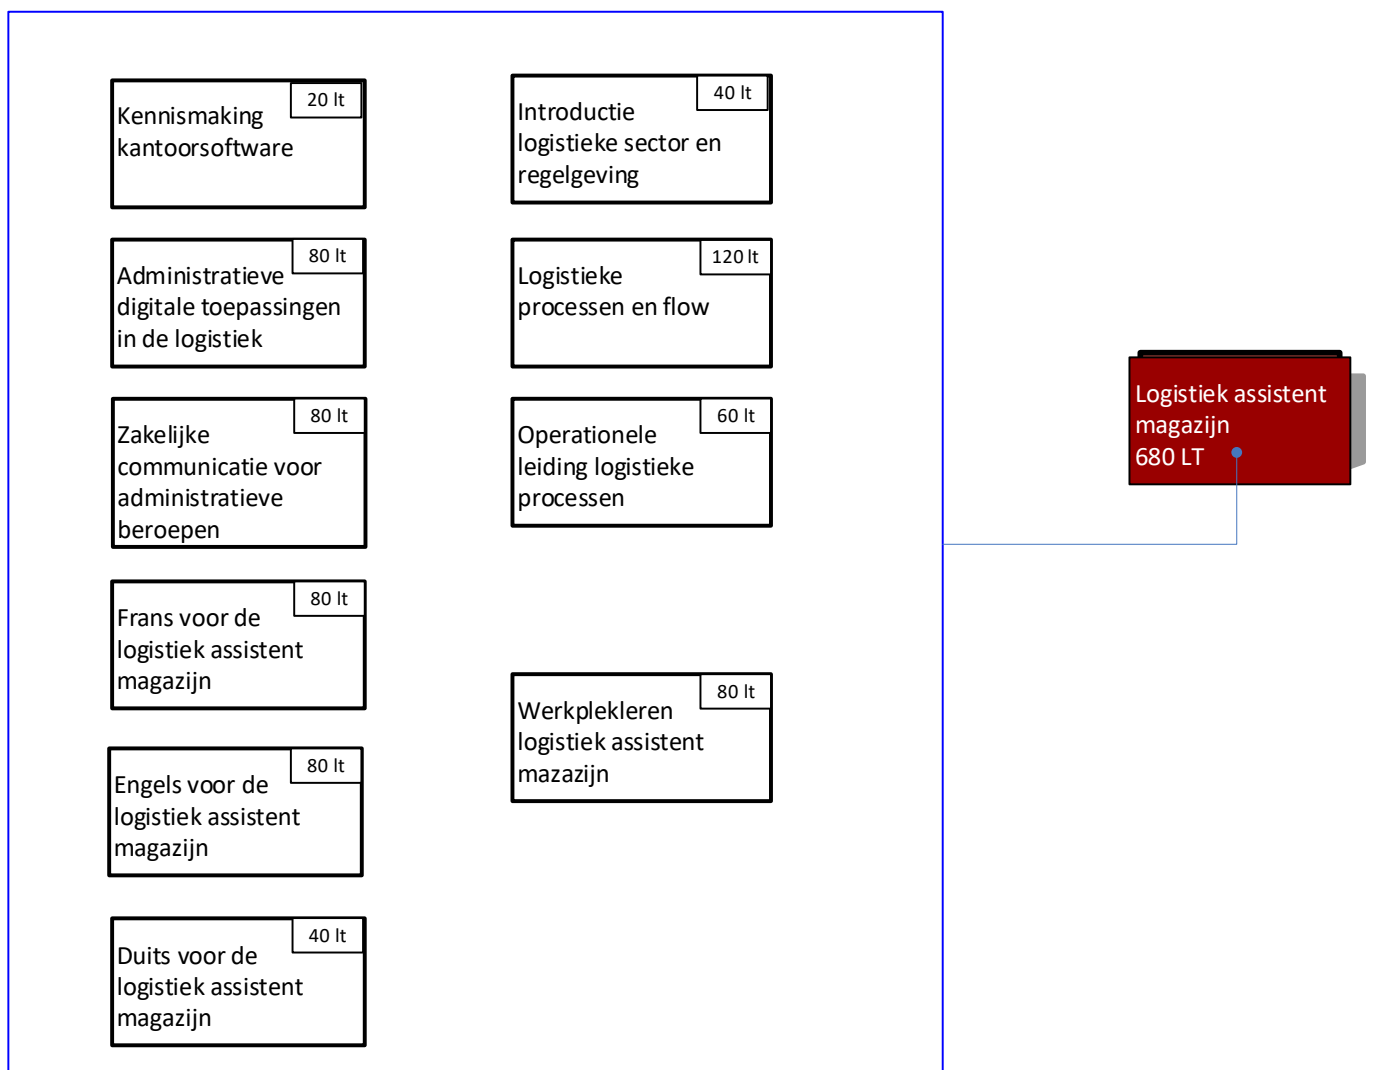 20 lt
Kennismaking
kantoorsoftware
80 lt
Administratieve
digitale toepassingen
in de logistiek
80 lt
Zakelijke
communicatie voor
administratieve
beroepen
80 lt
Frans voor de
logistiek assistent
magazijn
80 lt
Engels voor de
logistiek assistent
magazijn
40 lt
Duits voor de
logistiek assistent
magazijn
40 lt
Introductie
logistieke sector en
regelgeving
120 lt
Logistieke
processen en flow
60 lt
Operationele
leiding logistieke
processen
80 lt
Werkplekleren
logistiek assistent
mazazijn
Logistiek assistent
magazijn
680 LT